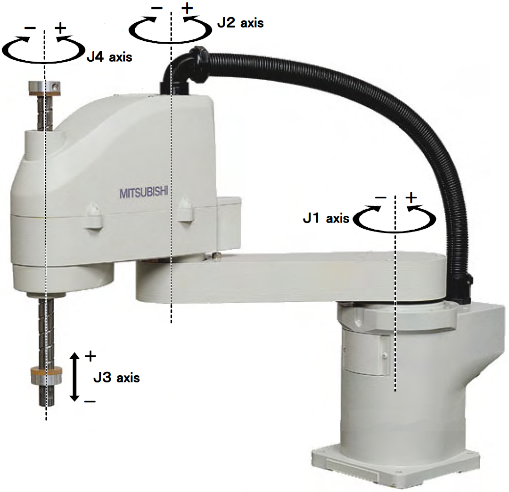 − +
J2 axis
− +
J4 axis
MITSUBISHI
− +
J1 axis
+
J3 axis
−